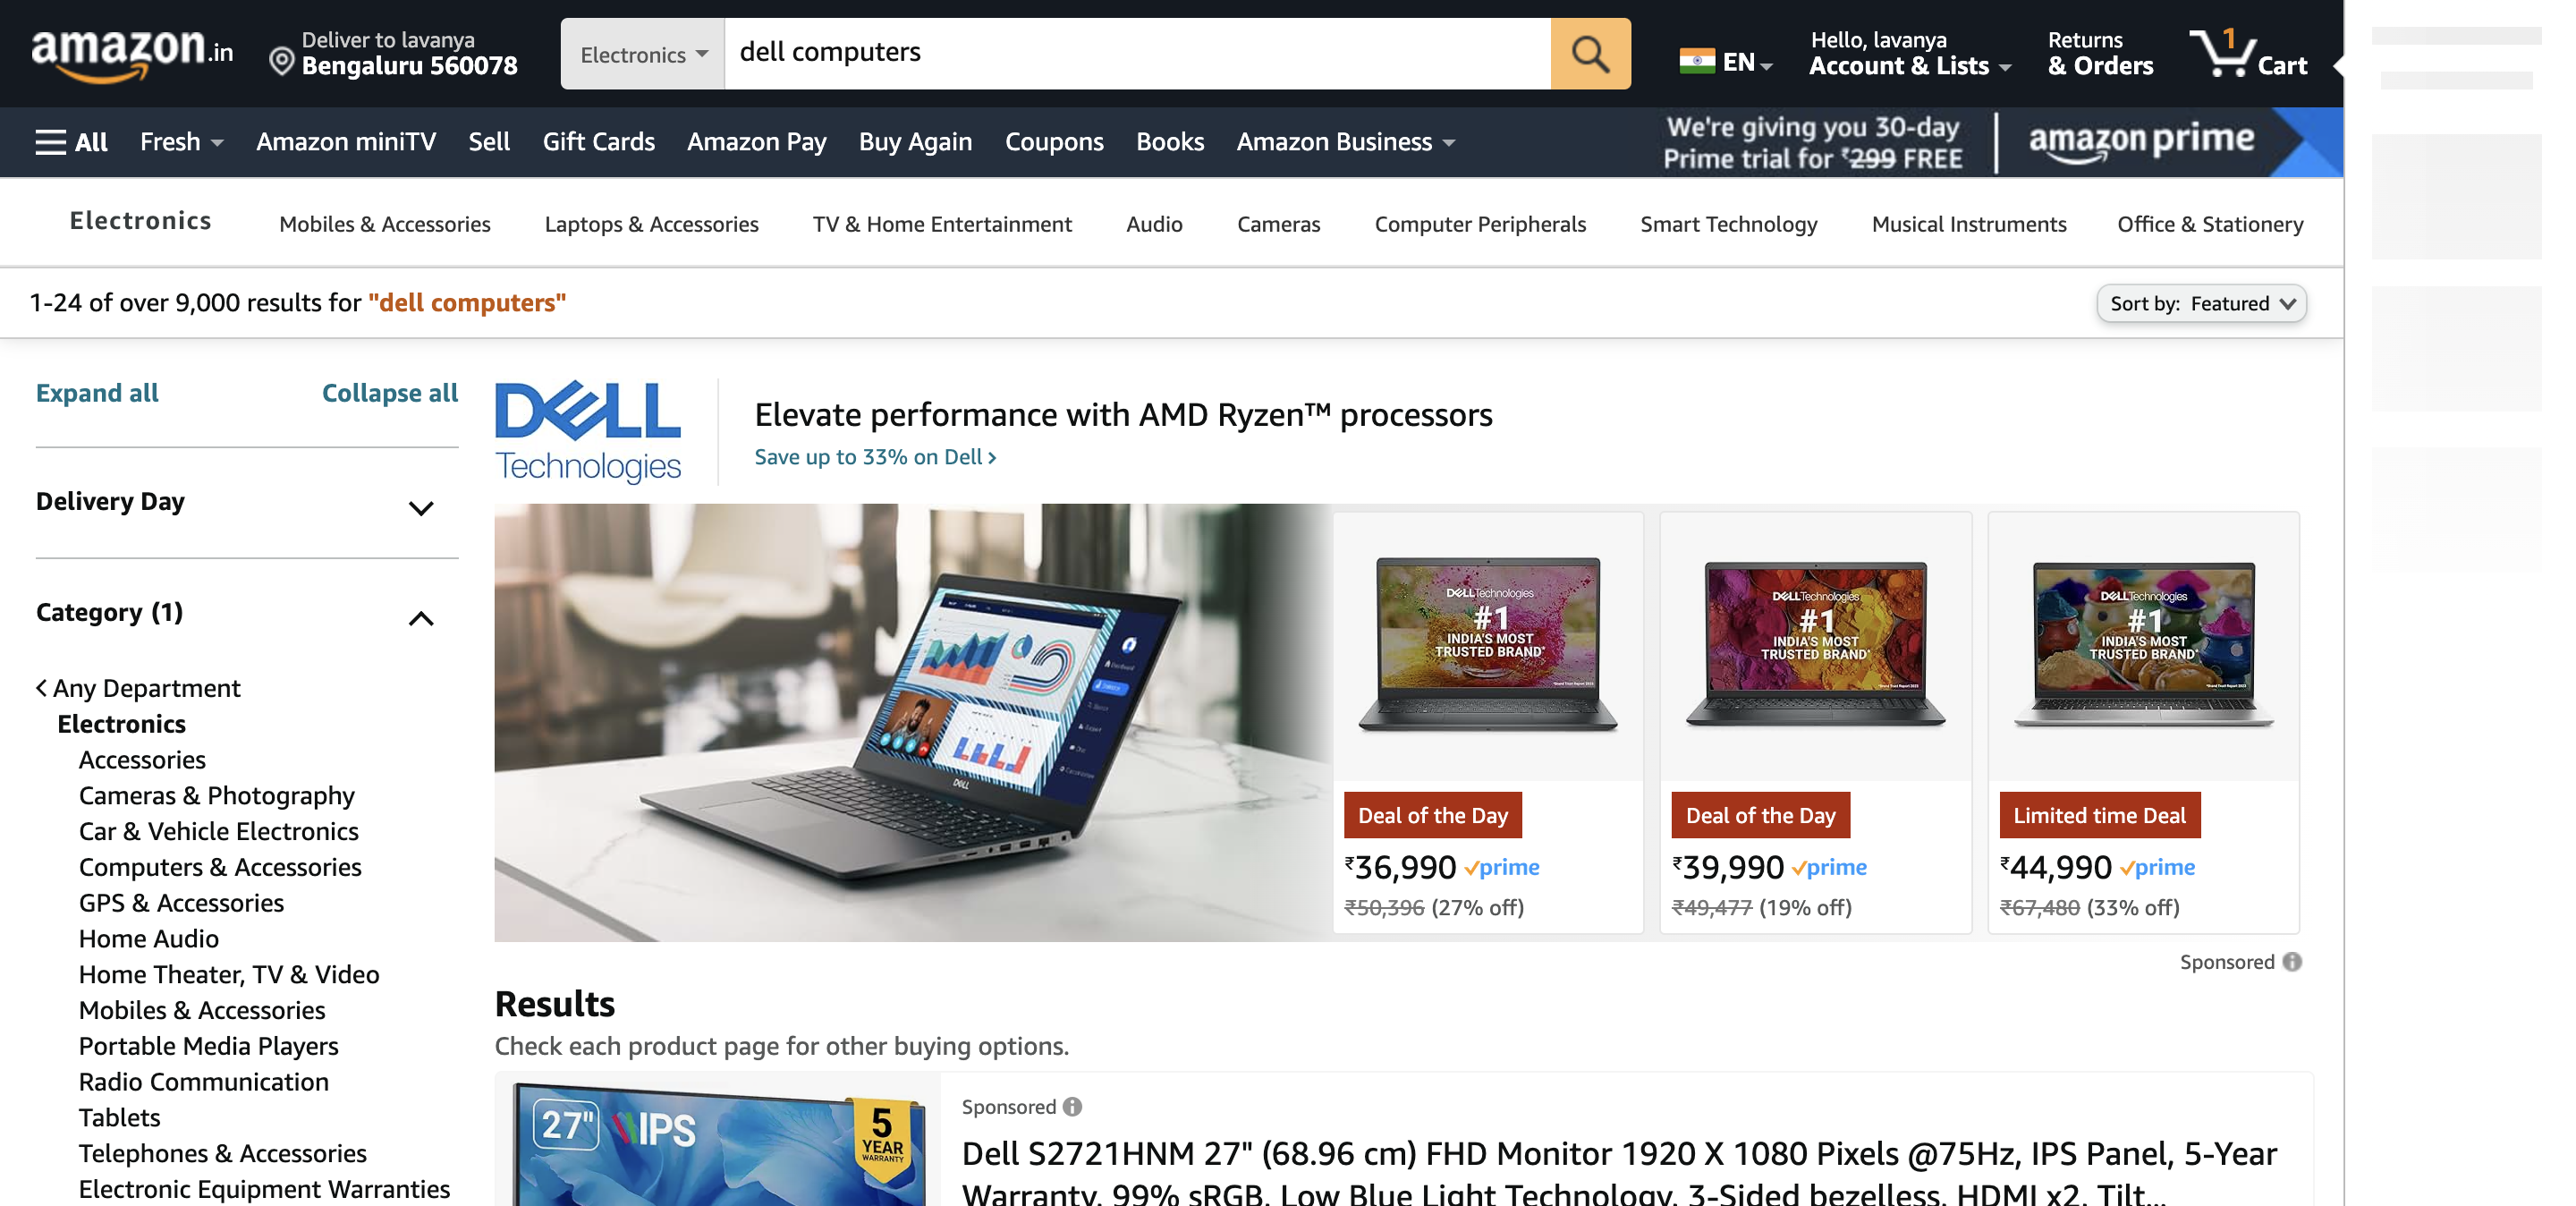 amazon.in
Deliver to lavanya
Bengaluru 560078
Electronics
dell computers
EN
Hello, lavanya
Account & Lists
Returns
& Orders
1
Cart
All
Fresh
Amazon miniTV
Sell
Gift Cards
Amazon Pay
Buy Again
Coupons
Books
Amazon Business
We're giving you 30-day
Prime trial for ₹299 FREE
amazon prime
Electronics
Mobiles & Accessories
Laptops & Accessories
TV & Home Entertainment
Audio
Cameras
Computer Peripherals
Smart Technology
Musical Instruments
Office & Stationery
1-24 of over 9,000 results for "dell computers"
Sort by: Featured
Expand all
Collapse all
Delivery Day
Category (1)
Any Department
Electronics
Accessories
Cameras & Photography
Car & Vehicle Electronics
Computers & Accessories
GPS & Accessories
Home Audio
Home Theater, TV & Video
Mobiles & Accessories
Portable Media Players
Radio Communication
Tablets
Telephones & Accessories
Electronic Equipment Warranties
DELL
Technologies
Elevate performance with AMD Ryzen™ processors
Save up to 33% on Dell
DELL
DELLTechnologies
#1
INDIA'S MOST
TRUSTED BRAND*
Deal of the Day
₹36,990 prime
₹50,396 (27% off)
DELLTechnologies
#1
INDIA'S MOST
TRUSTED BRAND*
Deal of the Day
₹39,990 prime
₹49,477 (19% off)
DELLTechnologies
#1
INDIA'S MOST
TRUSTED BRAND*
Limited time Deal
₹44,990 prime
₹67,480 (33% off)
Sponsored
Results
Check each product page for other buying options.
27" IPS
5
YEAR
WARRANTY
Sponsored
Dell S2721HNM 27" (68.96 cm) FHD Monitor 1920 X 1080 Pixels @75Hz, IPS Panel, 5-Year
Warranty, 99% sRGB, Low Blue Light Technology, 3-Sided bezelless, HDMI x2, Tilt...